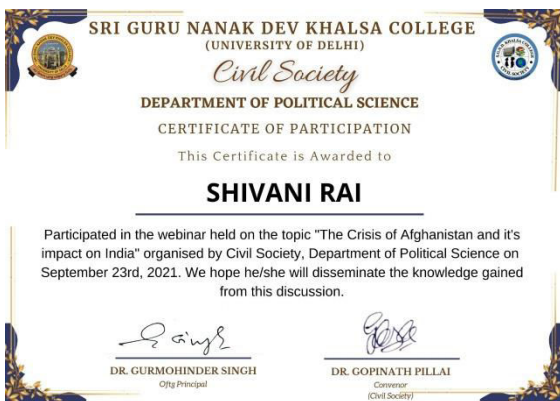 SRI GURU NANAK DEV KHALSA COLLEGE
(UNIVERSITY OF DELHI)
Civil Society
DEPARTMENT OF POLITICAL SCIENCE
CERTIFICATE OF PARTICIPATION
This Certificate is Awarded to
SHIVANI RAI
Participated in the webinar held on the topic "The Crisis of Afghanistan and it's
impact on India" organised by Civil Society, Department of Political Science on
September 23rd, 2021. We hope he/she will disseminate the knowledge gained
from this discussion.
DR. GURMOHINDER SINGH
Oftg Principal
DR. GOPINATH PILLAI
Convenor
(Civil Society)